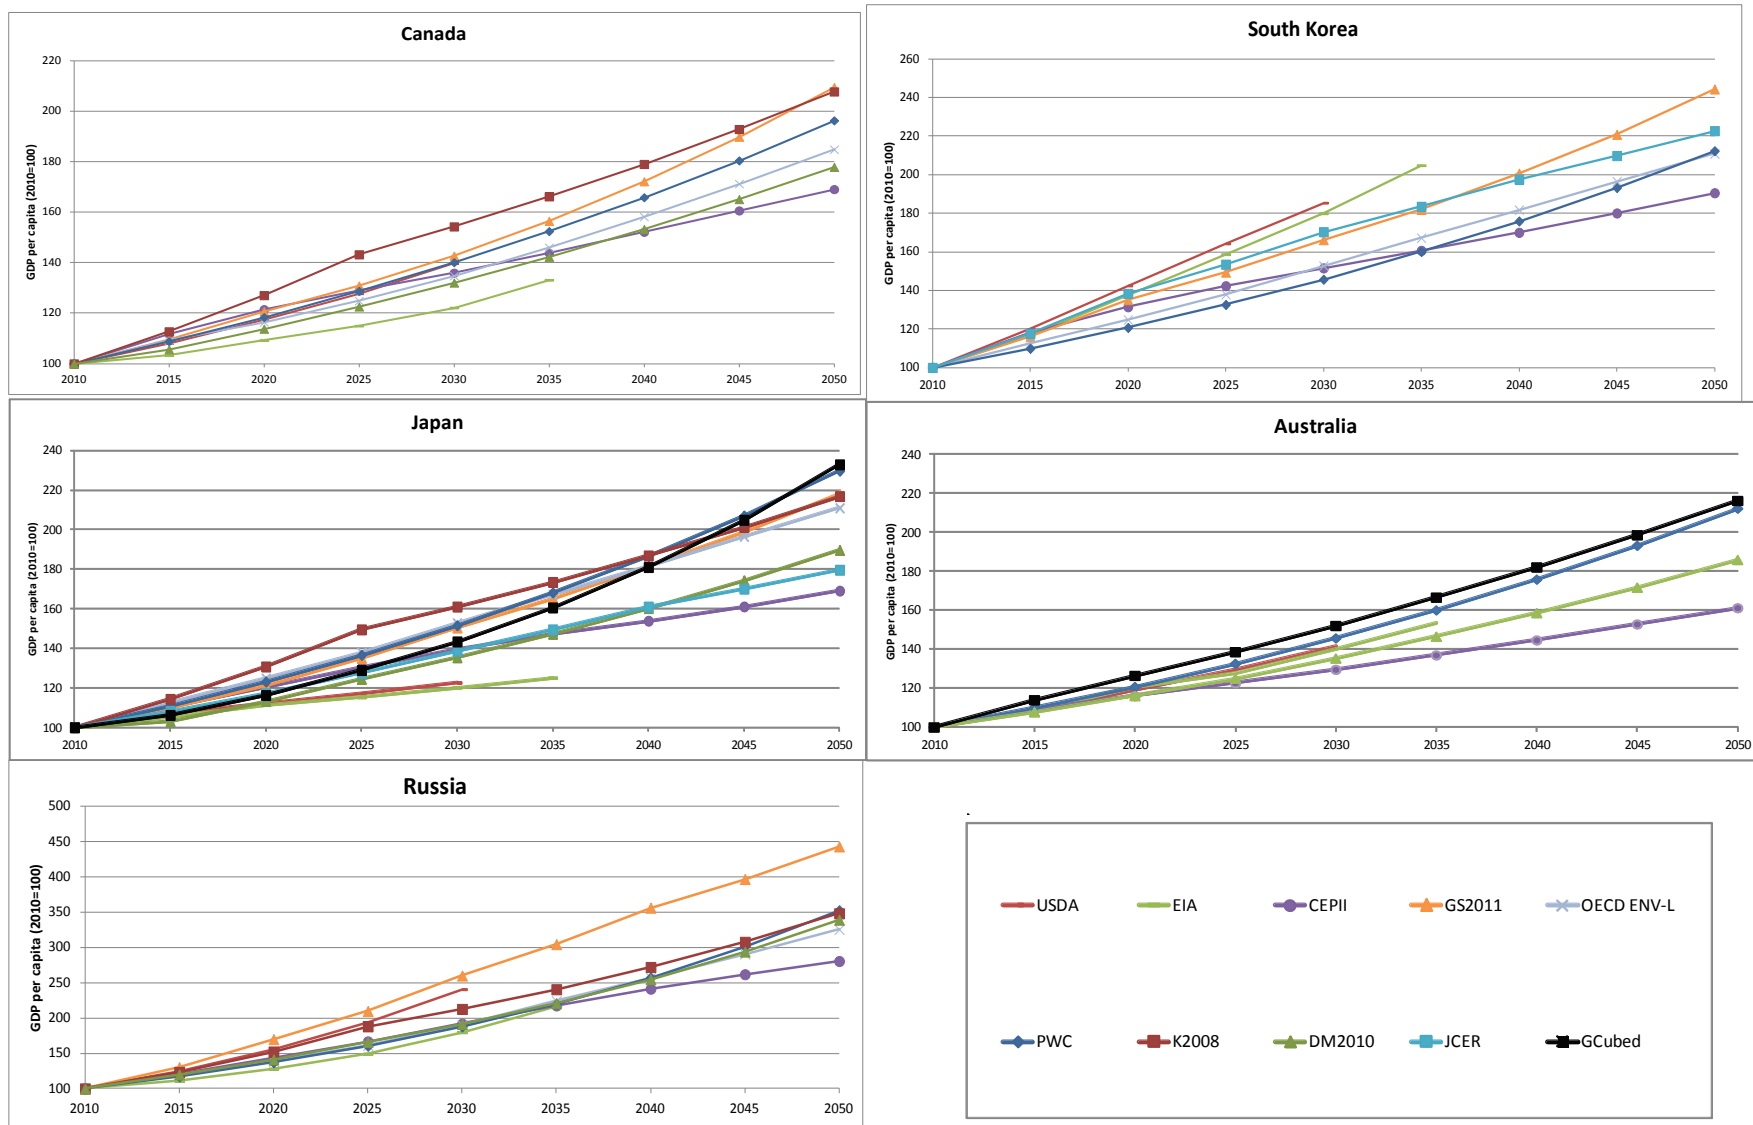 Canada
GDP per capita (2010=100)
220
200
180
160
140
120
100
2010 2015 2020 2025 2030 2035 2040 2045 2050
South Korea
GDP per capita (2010=100)
260
240
220
200
180
160
140
120
100
2010 2015 2020 2025 2030 2035 2040 2045 2050
Japan
GDP per capita (2010=100)
240
220
200
180
160
140
120
100
2010 2015 2020 2025 2030 2035 2040 2045 2050
Australia
GDP per capita (2010=100)
240
220
200
180
160
140
120
100
2010 2015 2020 2025 2030 2035 2040 2045 2050
Russia
GDP per capita (2010=100)
500
450
400
350
300
250
200
150
100
2010 2015 2020 2025 2030 2035 2040 2045 2050
USDA EIA CEPII GS2011 OECD ENV-L
PWC K2008 DM2010 JCER GCubed